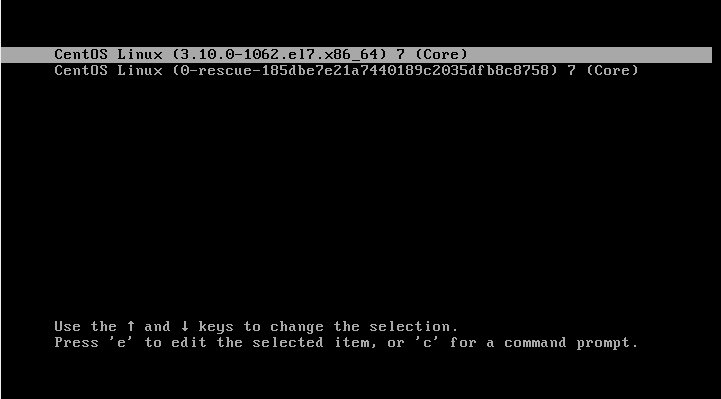 CentOS Linux (3.10.0-1062.el7.x86_64) 7 (Core)
CentOS Linux (0-rescue-185dbe7e21a7440189c2035dfb8c8758) 7 (Core)
Use the ↑ and ↓ keys to change the selection.
Press 'e' to edit the selected item, or 'c' for a command prompt.